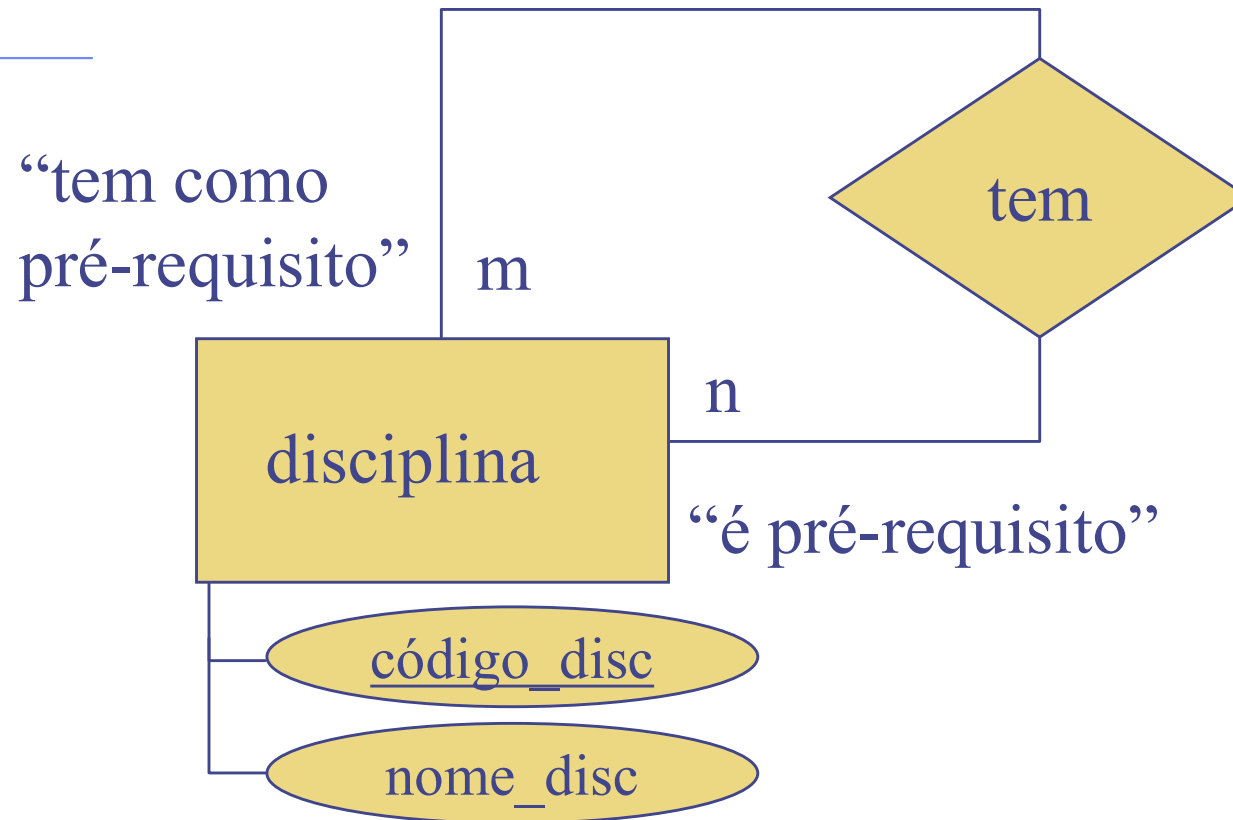 “tem como
pré-requisito”
m
tem
n
disciplina
“é pré-requisito”
código_disc
nome_disc